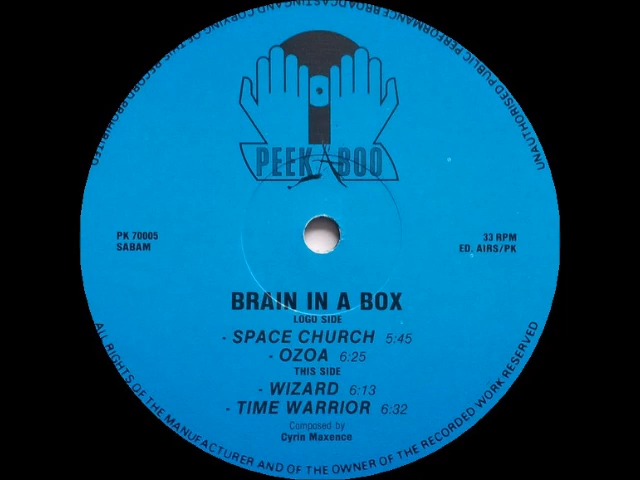 UNAUTHORISED PUBLIC PERFORMANCE BROADCASTING AND COPYING OF THIS RECORD PROHIBITED
PEEK A BOO
PK 70005
SABAM
33 RPM
ED. AIRS/PK
BRAIN IN A BOX
LOGO SIDE
- SPACE CHURCH 5:45
- OZOA 6:25
THIS SIDE
- WIZARD 6:13
- TIME WARRIOR 6:32
Composed by
Cyrin Maxence
ALL RIGHTS OF THE MANUFACTURER AND OF THE OWNER OF THE RECORDED WORK RESERVED